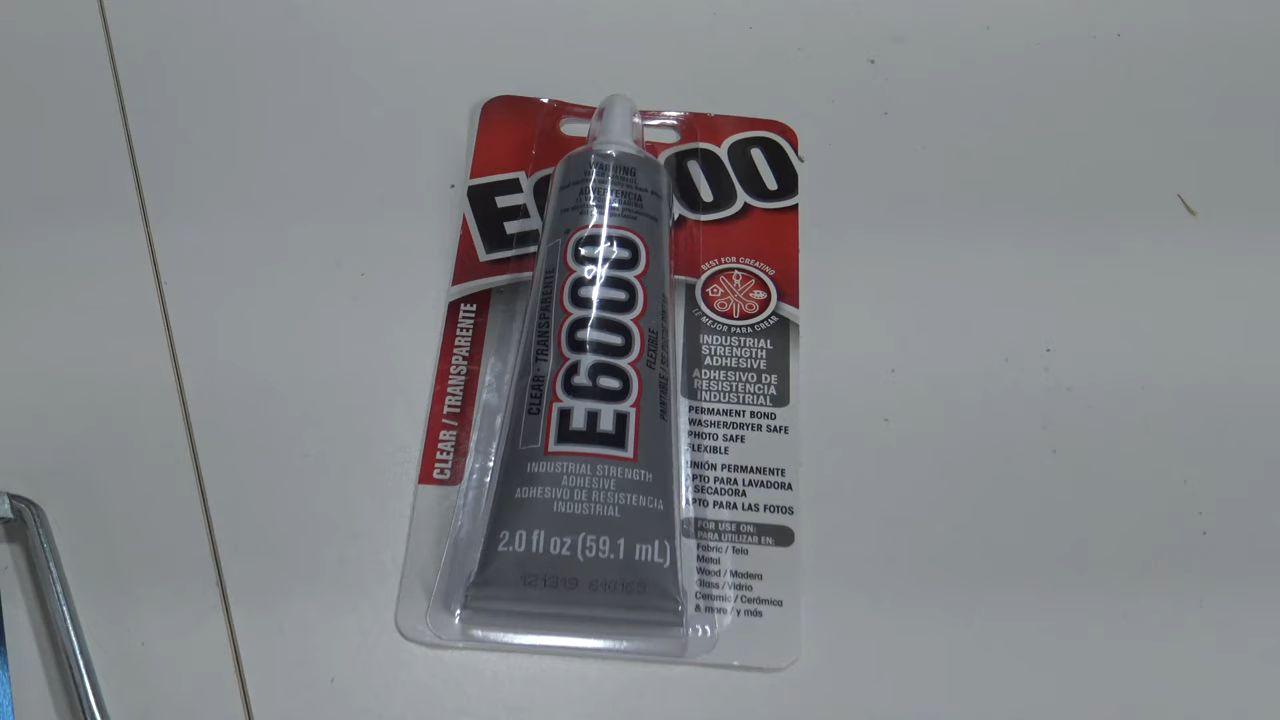 E6000
WARNING
ADVERTENCIA
E6000
CLEAR • TRANSPARENTE
FLEXIBLE
INDUSTRIAL STRENGTH
ADHESIVE
ADHESIVO DE RESISTENCIA
INDUSTRIAL
2.0 fl oz (59.1 mL)
CLEAR / TRANSPARENTE
BEST FOR CREATING
LE MEJOR PARA CREAR
INDUSTRIAL
STRENGTH
ADHESIVE
ADHESIVO DE
RESISTENCIA
INDUSTRIAL
PERMANENT BOND
WASHER/DRYER SAFE
PHOTO SAFE
FLEXIBLE
UNIÓN PERMANENTE
APTO PARA LAVADORA
Y SECADORA
APTO PARA LAS FOTOS
FOR USE ON:
PARA UTILIZAR EN:
Fabric / Tela
Metal
Wood / Madera
Glass / Vidrio
Ceramic / Cerámica
& more / y más